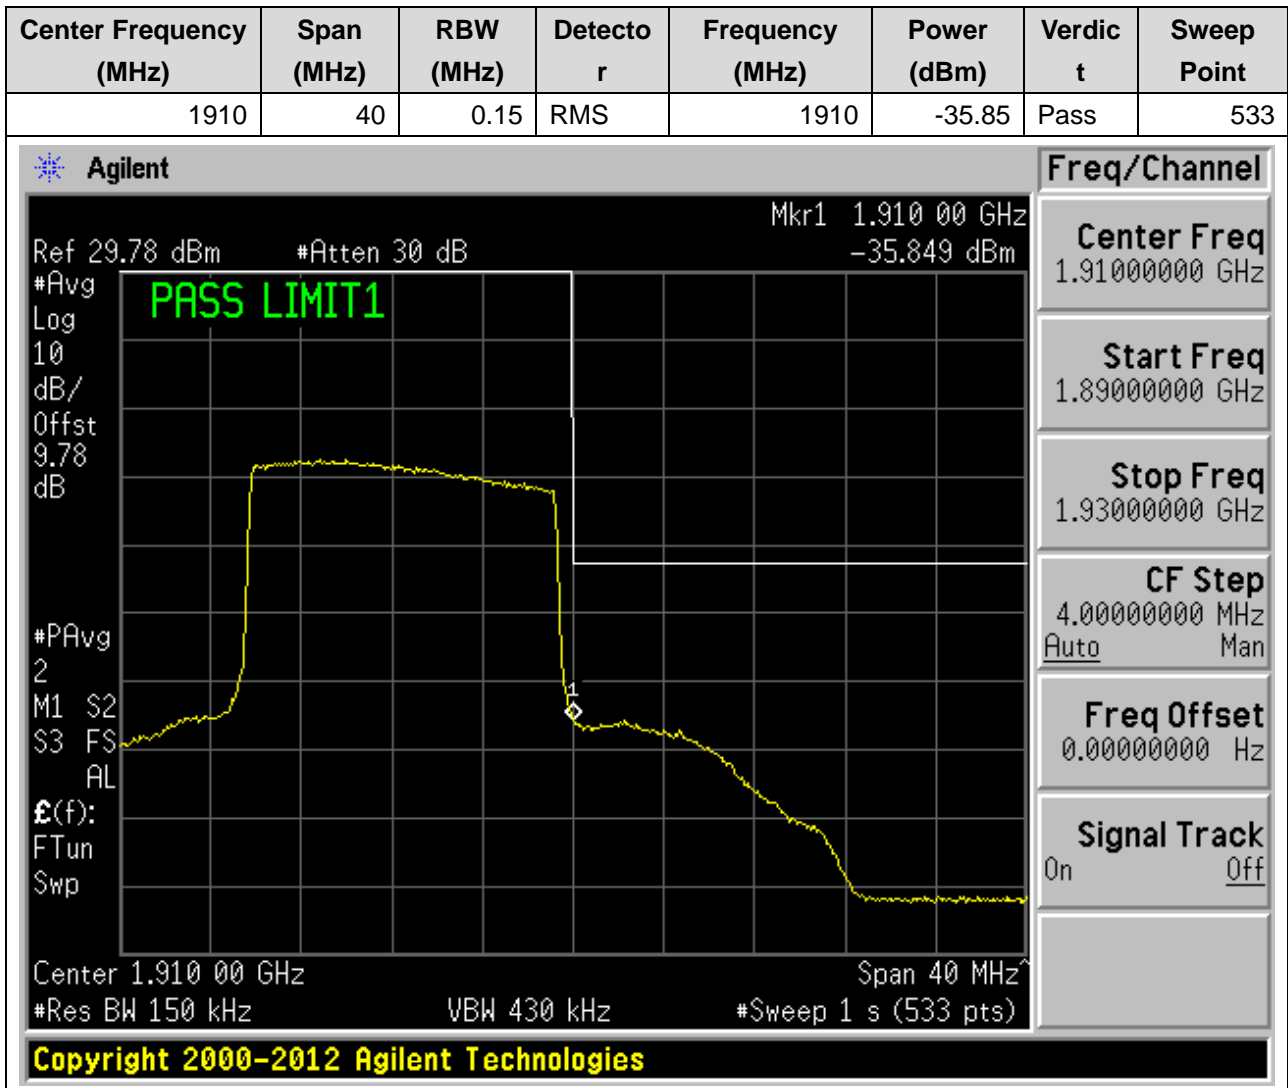 Center Frequency (MHz) Span (MHz) RBW (MHz) Detector Frequency (MHz) Power (dBm) Verdict Sweep Point
1910 40 0.15 RMS 1910 -35.85 Pass 533
Agilent
Freq/Channel
Mkr1 1.910 00 GHz
Ref 29.78 dBm #Atten 30 dB -35.849 dBm
#Avg
Log
10
dB/
Offst
9.78
dB
PASS LIMIT1
#PAvg
2
M1 S2
S3 FS
AL
£(f):
FTun
Swp
1
Center 1.910 00 GHz Span 40 MHz^
#Res BW 150 kHz VBW 430 kHz #Sweep 1 s (533 pts)
Center Freq
1.91000000 GHz
Start Freq
1.89000000 GHz
Stop Freq
1.93000000 GHz
CF Step
4.00000000 MHz
Auto Man
Freq Offset
0.00000000 Hz
Signal Track
On Off
Copyright 2000-2012 Agilent Technologies